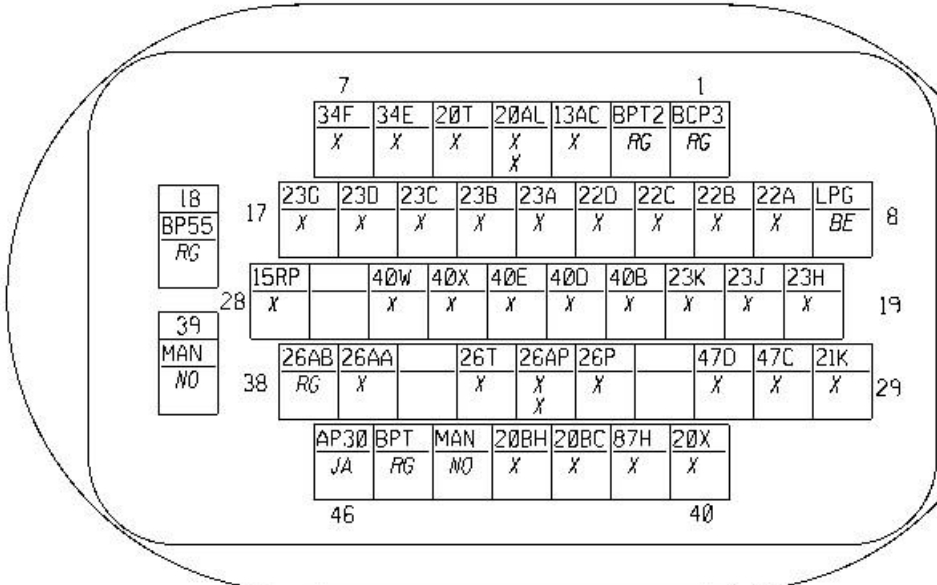 7 1
34F 34E 20T 20AL 13AC BPT2 BCP3
X X X X X RG RG
X
18
17 23G 23D 23C 23B 23A 22D 22C 22B 22A LPG 8
BP55
X X X X X X X X X BE
RG
28 15RP 40W 40X 40E 40D 40B 23K 23J 23H 19
X X X X X X X X X
39
MAN
NO
38 26AB 26AA 26T 26AP 26P 47D 47C 21K 29
RG X X X X X X X
X
AP30 BPT MAN 20BH 20BC 87H 20X
JA RG NO X X X X
46 40